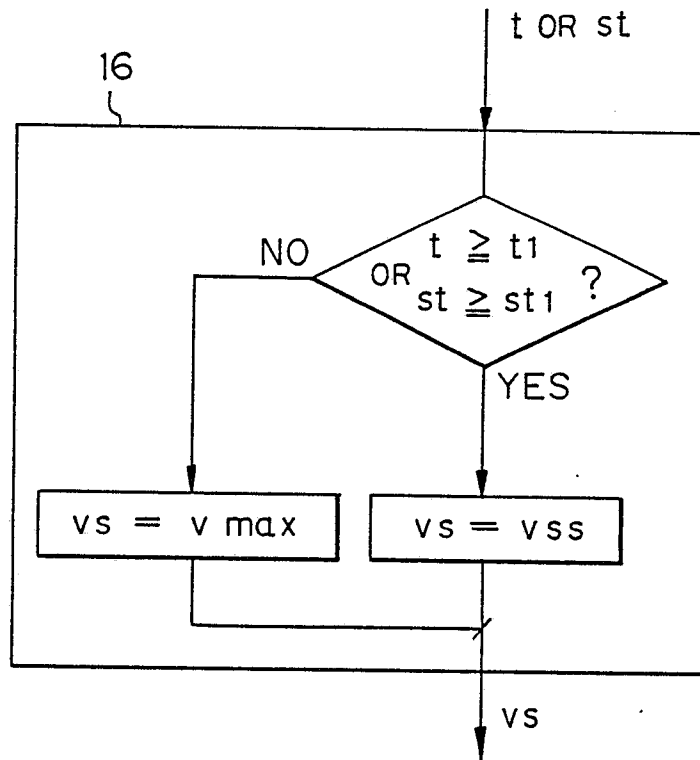 t OR st
16
NO
t ≧ t1
OR
st ≧ st1
?
YES
vs = v max
vs = vss
vs